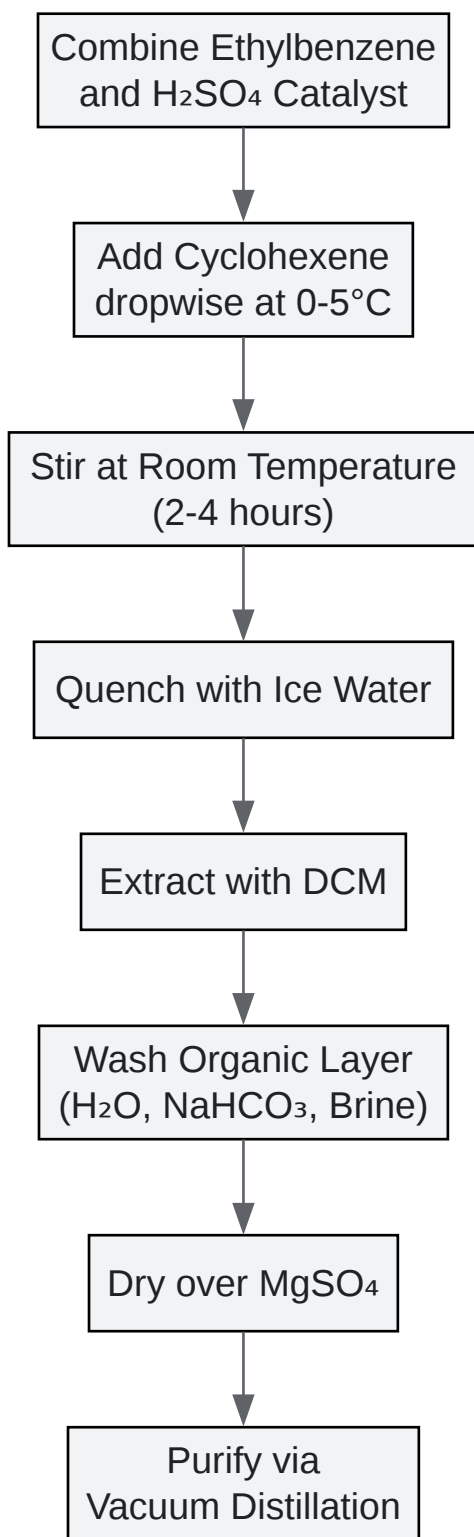 Combine Ethylbenzene
and H₂SO₄ Catalyst
Add Cyclohexene
dropwise at 0-5°C
Stir at Room Temperature
(2-4 hours)
Quench with Ice Water
Extract with DCM
Wash Organic Layer
(H₂O, NaHCO₃, Brine)
Dry over MgSO₄
Purify via
Vacuum Distillation